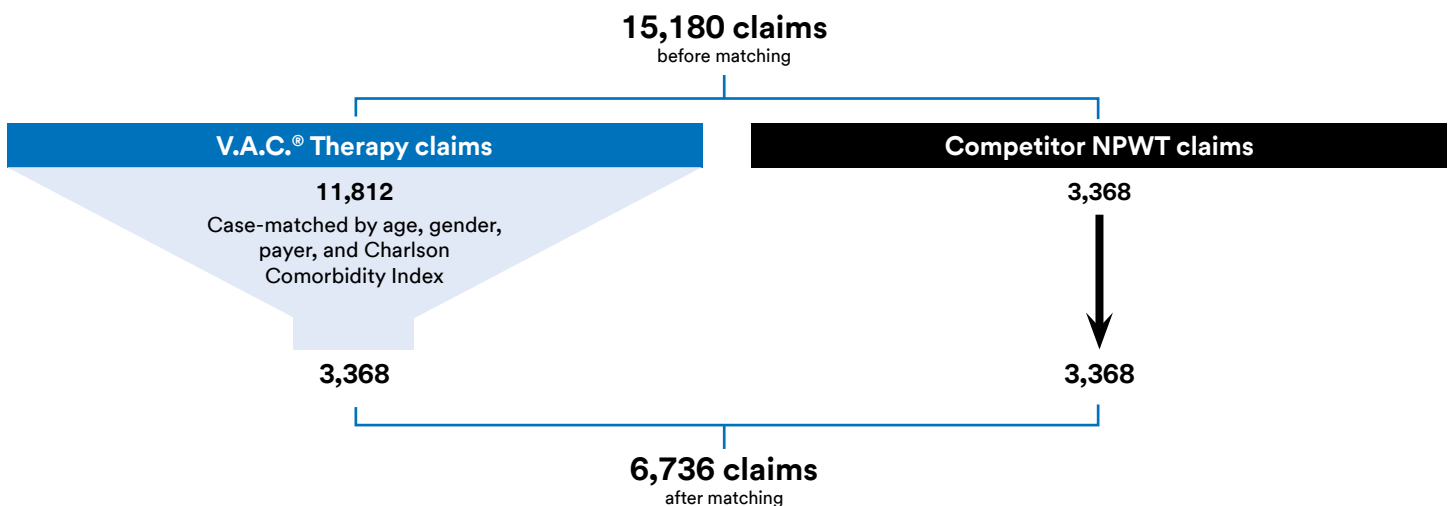 15,180 claims
before matching
V.A.C.® Therapy claims
11,812
Case-matched by age, gender,
payer, and Charlson
Comorbidity Index
3,368
Competitor NPWT claims
3,368
3,368
6,736 claims
after matching